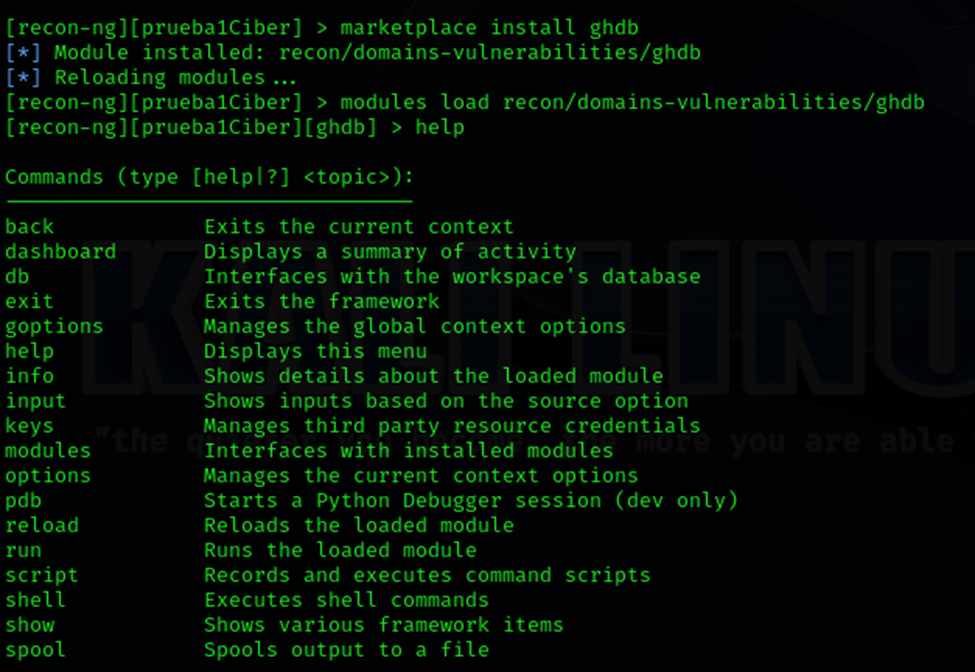 [recon-ng][prueba1Ciber] > marketplace install ghdb
[*] Module installed: recon/domains-vulnerabilities/ghdb
[*] Reloading modules...
[recon-ng][prueba1Ciber] > modules load recon/domains-vulnerabilities/ghdb
[recon-ng][prueba1Ciber][ghdb] > help
Commands (type [help|?] <topic>):
back Exits the current context
dashboard Displays a summary of activity
db Interfaces with the workspace's database
exit Exits the framework
goptions Manages the global context options
help Displays this menu
info Shows details about the loaded module
input Shows inputs based on the source option
keys Manages third party resource credentials
modules Interfaces with installed modules
options Manages the current context options
pdb Starts a Python Debugger session (dev only)
reload Reloads the loaded module
run Runs the loaded module
script Records and executes command scripts
shell Executes shell commands
show Shows various framework items
spool Spools output to a file
KALI LINU
"the more you are able